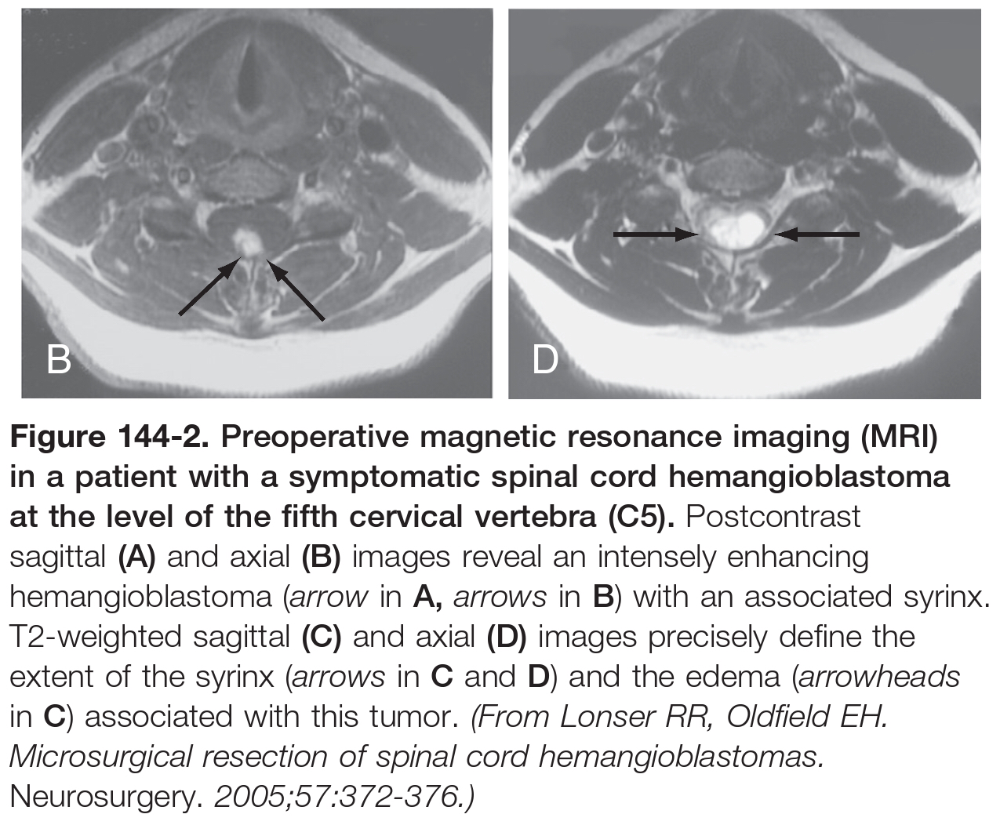 B
D
Figure 144-2. Preoperative magnetic resonance imaging (MRI)
in a patient with a symptomatic spinal cord hemangioblastoma
at the level of the fifth cervical vertebra (C5). Postcontrast
sagittal (A) and axial (B) images reveal an intensely enhancing
hemangioblastoma (arrow in A, arrows in B) with an associated syrinx.
T2-weighted sagittal (C) and axial (D) images precisely define the
extent of the syrinx (arrows in C and D) and the edema (arrowheads
in C) associated with this tumor. (From Lonser RR, Oldfield EH.
Microsurgical resection of spinal cord hemangioblastomas.
Neurosurgery. 2005;57:372-376.)